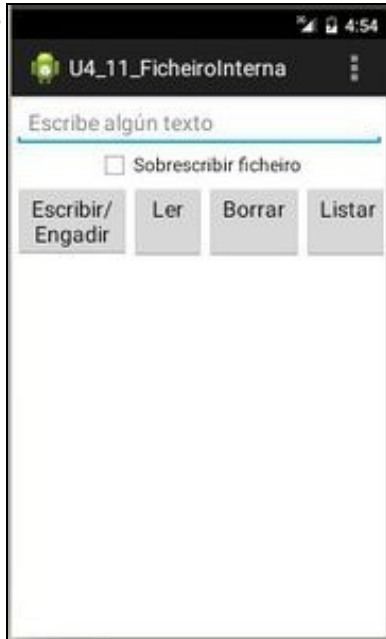 4:54
U4_11_FicheiroInterna
Escribe algún texto
Sobrescribir ficheiro
Escribir/
Engadir
Ler
Borrar
Listar